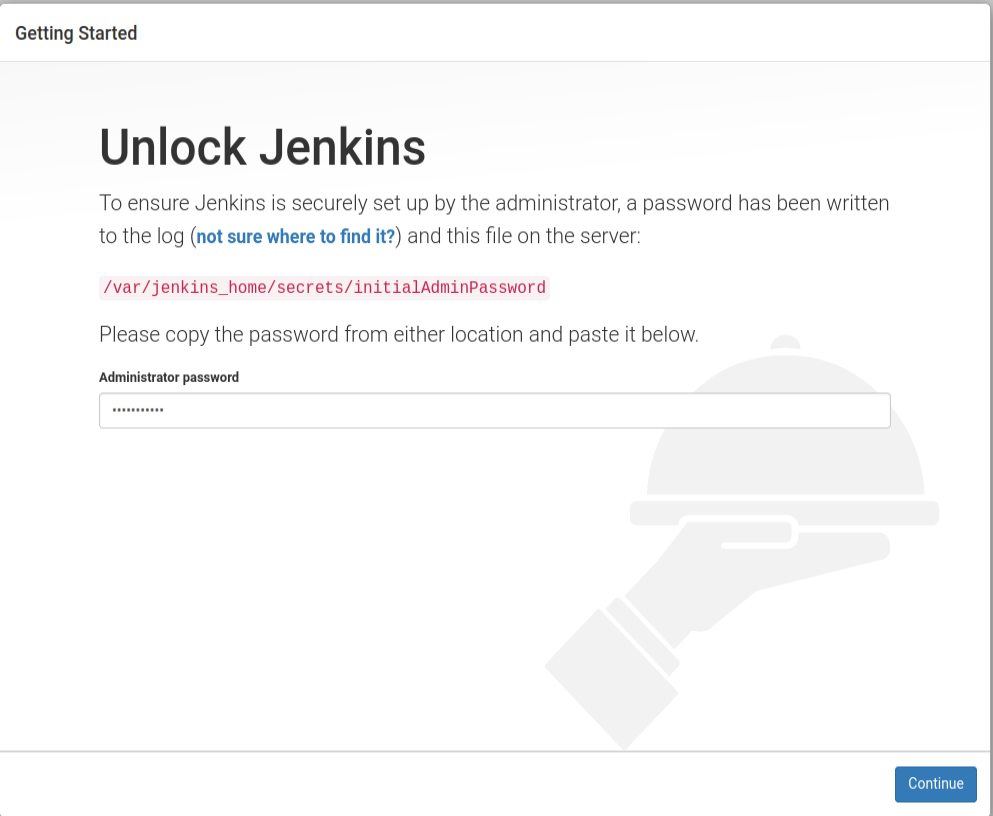 Getting Started
Unlock Jenkins
To ensure Jenkins is securely set up by the administrator, a password has been written
to the log (not sure where to find it?) and this file on the server:
/var/jenkins_home/secrets/initialAdminPassword
Please copy the password from either location and paste it below.
Administrator password
•••••••••••
Continue